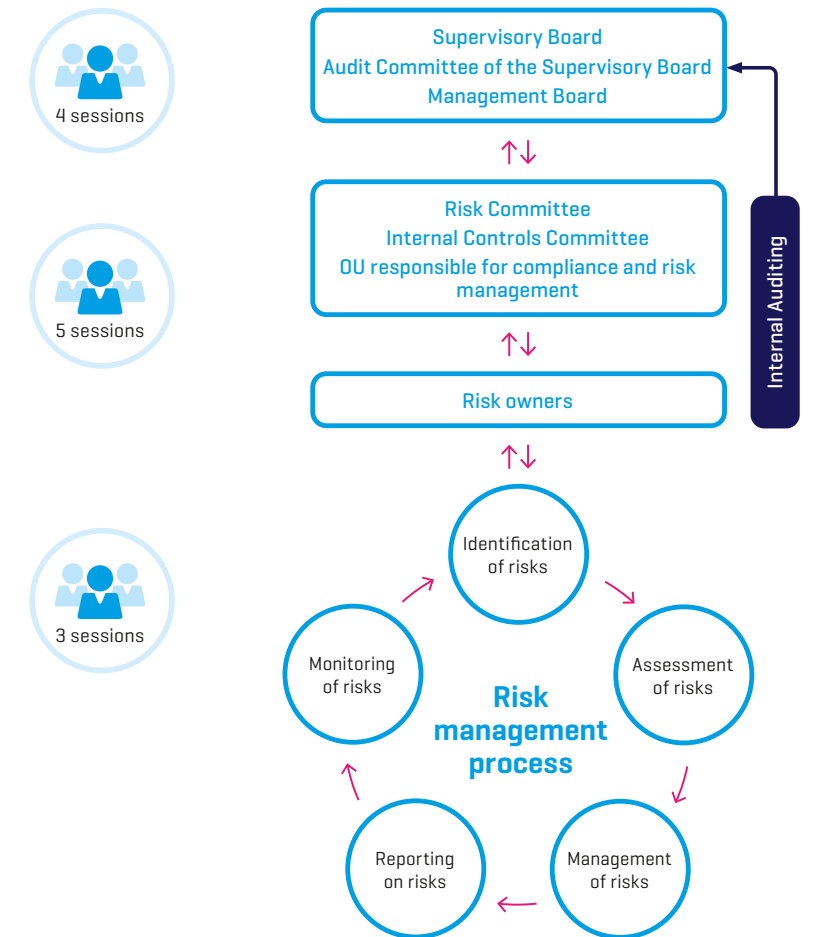 4 sessions
Supervisory Board
Audit Committee of the Supervisory Board
Management Board
5 sessions
Risk Committee
Internal Controls Committee
OU responsible for compliance and risk
management
Internal Auditing
Risk owners
3 sessions
Identification
of risks
Assessment
of risks
Management
of risks
Reporting
on risks
Monitoring
of risks
Risk
management
process